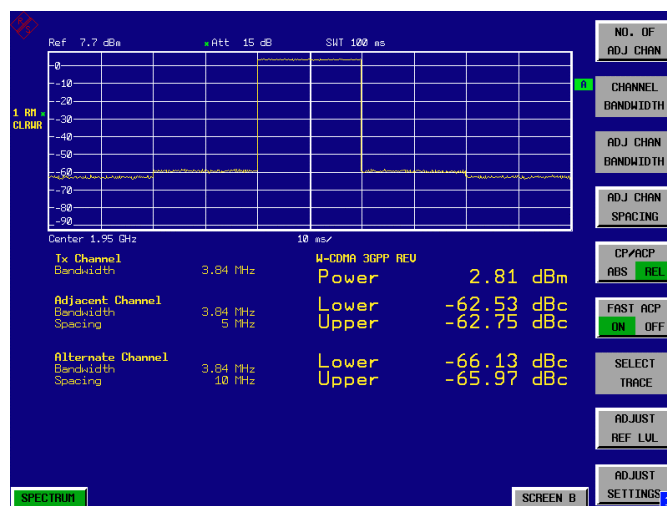 Ref 7.7 dBm *Att 15 dB SWT 100 ms
0
-10
-20
-30
-40
-50
-60
-70
-80
-90
1 RM *
CLRWR
A
Center 1.95 GHz 10 ms/
Tx Channel
Bandwidth 3.84 MHz
W-CDMA 3GPP REV
Power 2.81 dBm
Adjacent Channel
Bandwidth 3.84 MHz
Spacing 5 MHz
Lower -62.53 dBc
Upper -62.75 dBc
Alternate Channel
Bandwidth 3.84 MHz
Spacing 10 MHz
Lower -66.13 dBc
Upper -65.97 dBc
NO. OF
ADJ CHAN
CHANNEL
BANDWIDTH
ADJ CHAN
BANDWIDTH
ADJ CHAN
SPACING
CP/ACP
ABS REL
FAST ACP
ON OFF
SELECT
TRACE
ADJUST
REF LVL
ADJUST
SETTINGS
SPECTRUM
SCREEN B